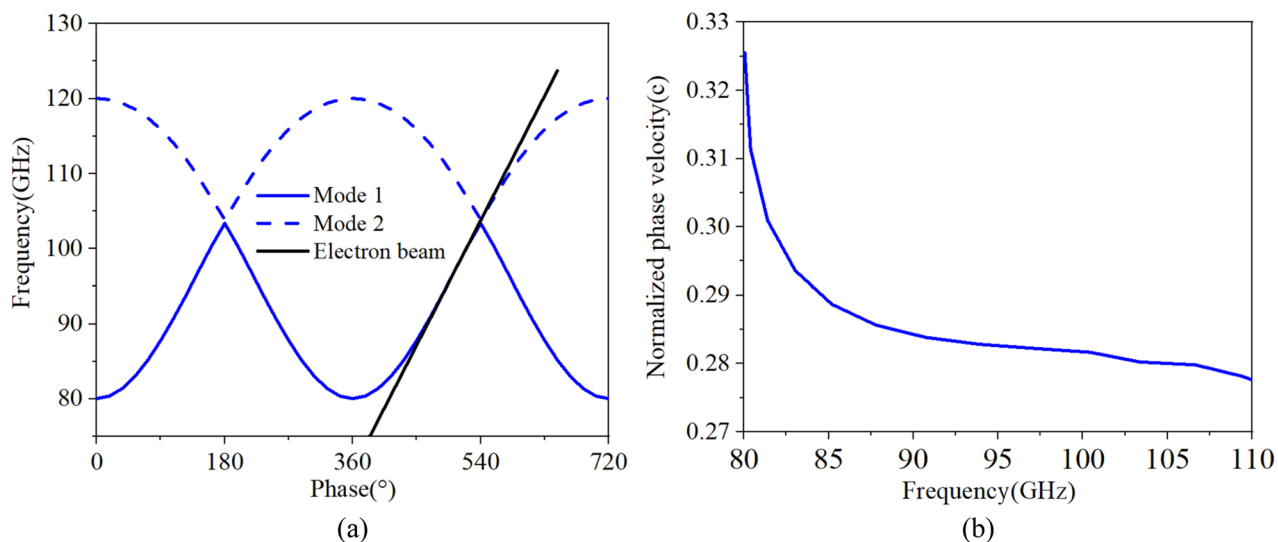 130
120
110
100
90
80
Frequency(GHz)
Mode 1
Mode 2
Electron beam
0
180
360
540
720
Phase(°)
(a)
0.33
0.32
0.31
0.30
0.29
0.28
0.27
Normalized phase velocity(c)
80
85
90
95
100
105
110
Frequency(GHz)
(b)